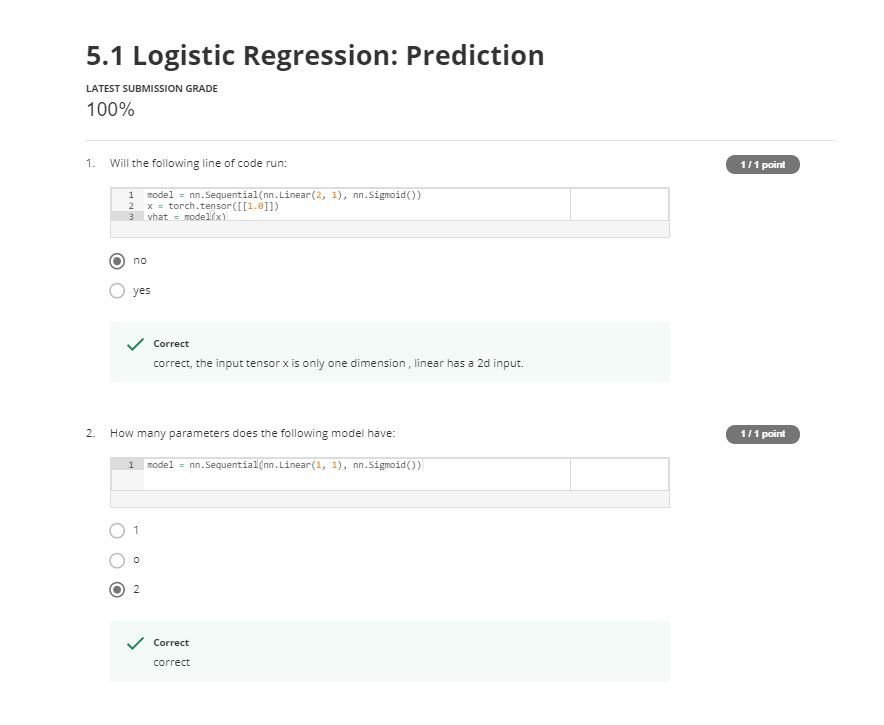 5.1 Logistic Regression: Prediction
LATEST SUBMISSION GRADE
100%
1. Will the following line of code run:
1 / 1 point
1 model = nn.Sequential(nn.Linear(2, 1), nn.Sigmoid())
2 x = torch.tensor([[1.0]])
3 yhat = model(x)
no
yes
Correct
correct, the input tensor x is only one dimension , linear has a 2d input.
2. How many parameters does the following model have:
1 / 1 point
1 model = nn.Sequential(nn.Linear(1, 1), nn.Sigmoid())
1
o
2
Correct
correct